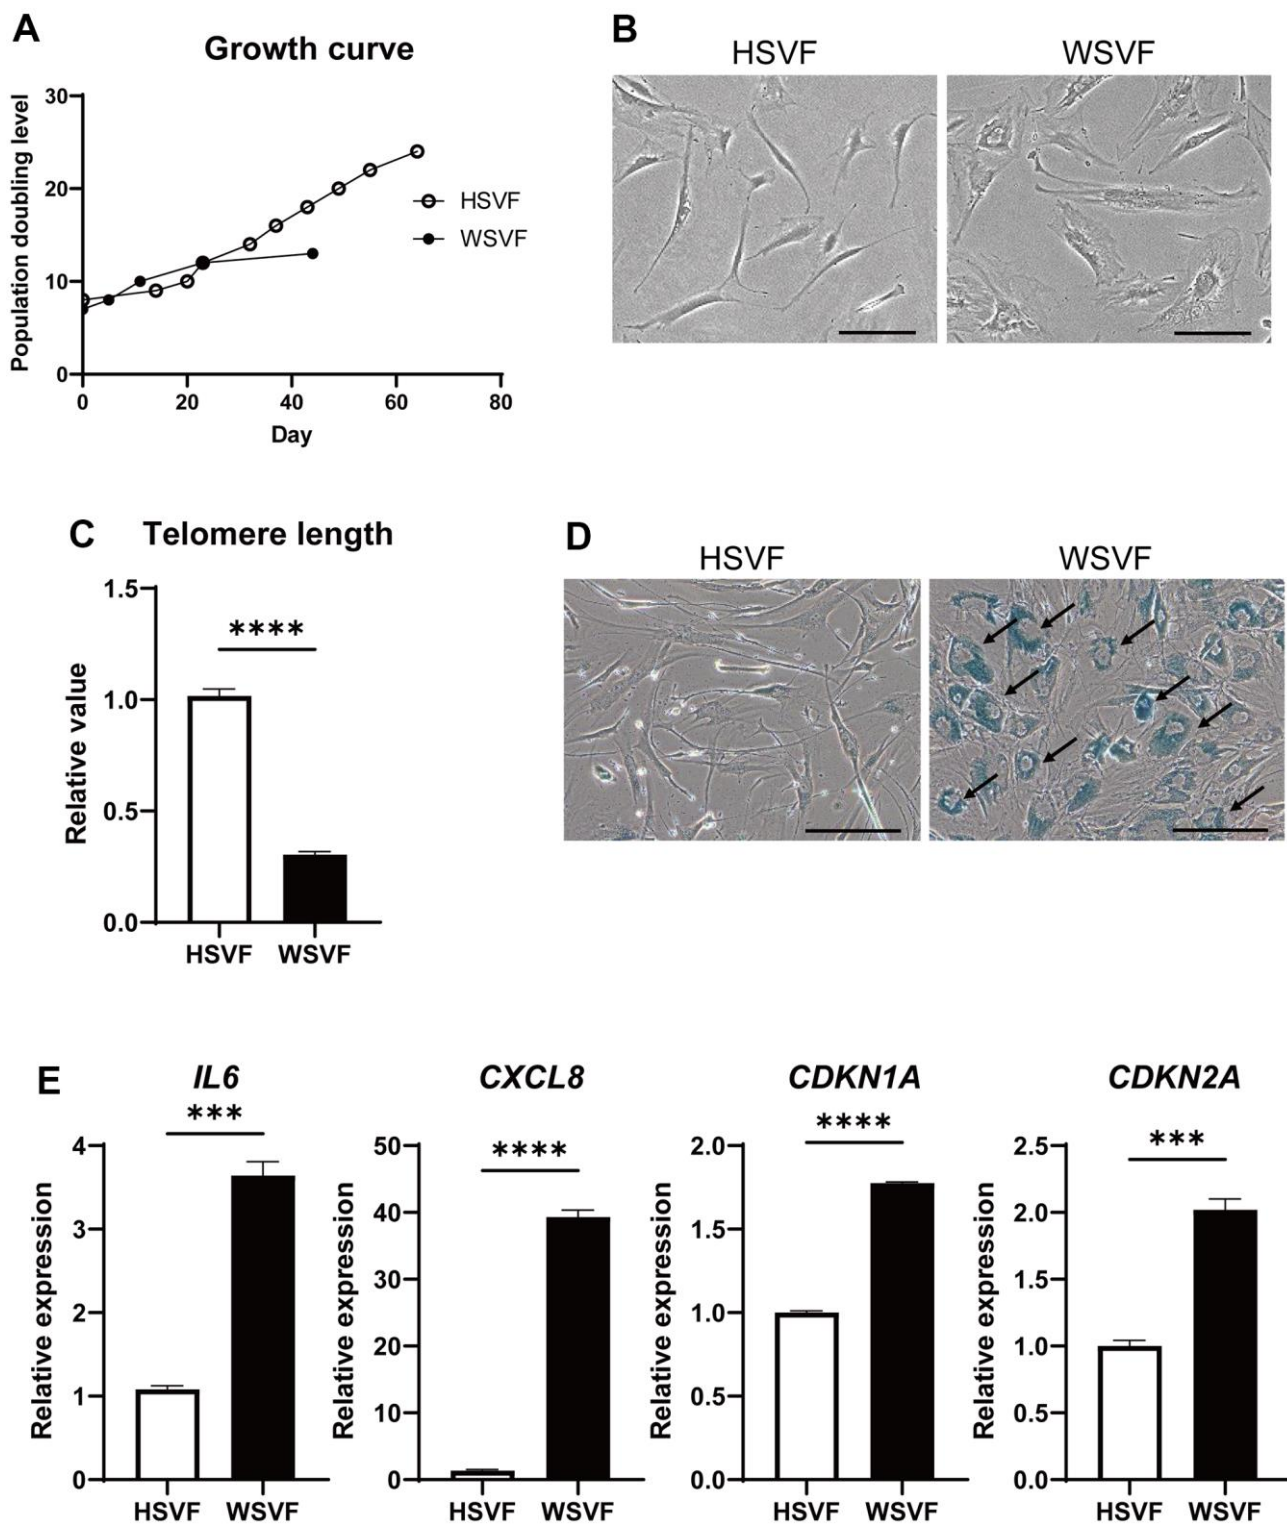 A
Growth curve
Population doubling level
30
20
10
0
0 20 40 60 80
Day
HSVF
WSVF
B
HSVF WSVF
C
Telomere length
Relative value
1.5
1.0
0.5
0.0
****
HSVF WSVF
D
HSVF WSVF
E
IL6
***
Relative expression
4
3
2
1
0
HSVF WSVF
CXCL8
****
Relative expression
50
40
30
20
10
0
HSVF WSVF
CDKN1A
****
Relative expression
2.0
1.5
1.0
0.5
0.0
HSVF WSVF
CDKN2A
***
Relative expression
2.5
2.0
1.5
1.0
0.5
0.0
HSVF WSVF